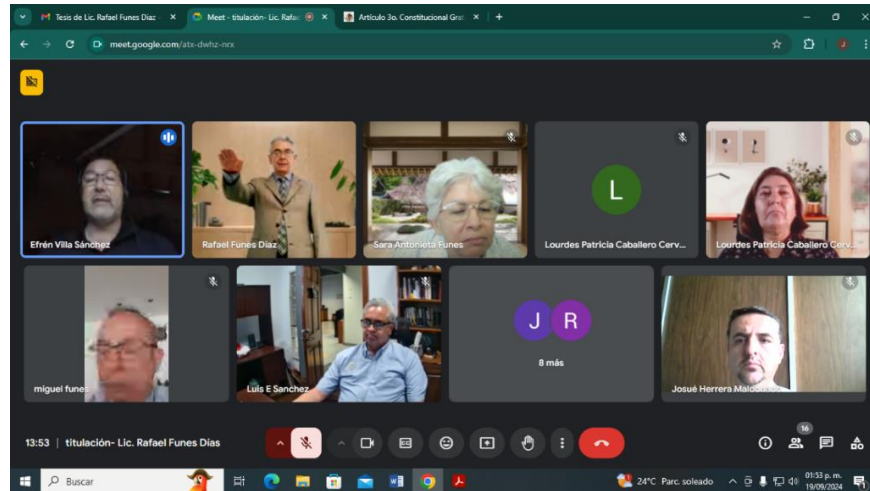 Tesis de Lic. Rafael Funes Diaz -
Meet - titulación- Lic. Rafae
Artículo 3o. Constitucional Grat
meet.google.com/atx-dwhz-nrx
J
Efrén Villa Sánchez
Rafael Funes Diaz
Sara Antonieta Funes
L
Lourdes Patricia Caballero Cerv...
Lourdes Patricia Caballero Cerv...
miguel funes
Luis E Sanchez
J R
8 más
Josué Herrera Maldonado
13:53 | titulación- Lic. Rafael Funes Dias
16
Buscar
24°C Parc. soleado
01:53 p. m.
19/09/2024